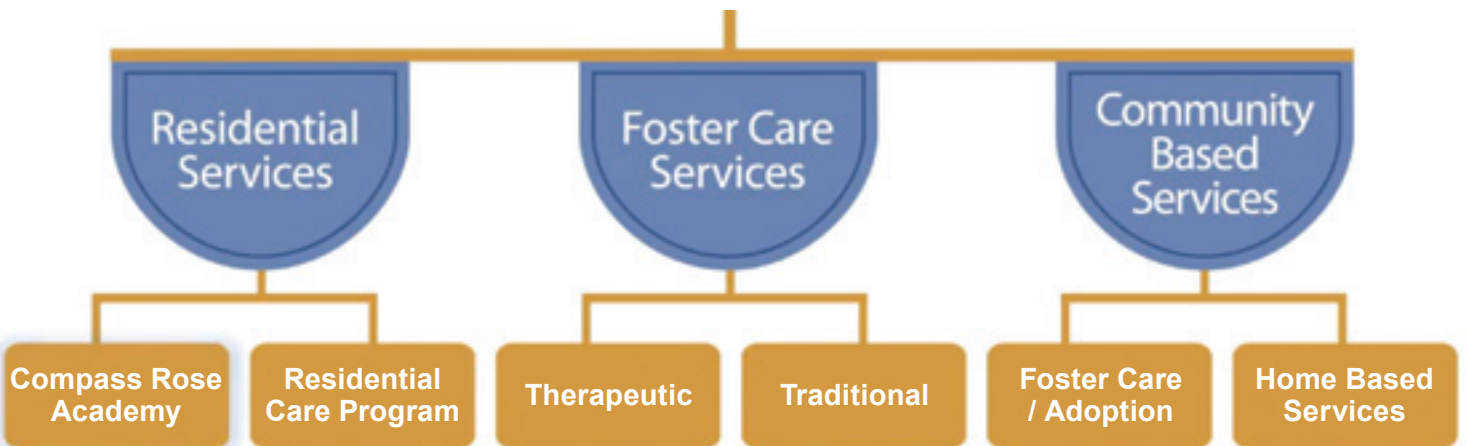 Residential
Services
Foster Care
Services
Community
Based
Services
Compass Rose
Academy
Residential
Care Program
Therapeutic
Traditional
Foster Care
/ Adoption
Home Based
Services